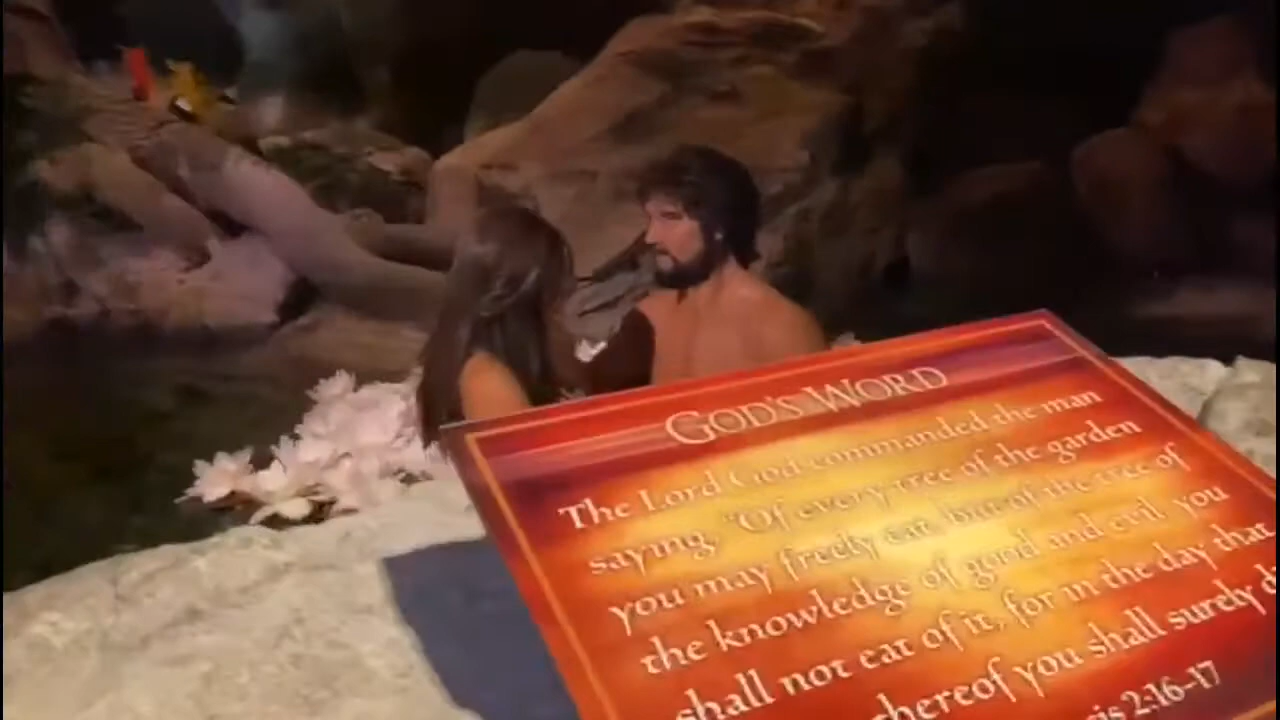 GOD'S WORD
The Lord God commanded the man
saying, "Of every tree of the garden
you may freely eat, but of the tree of
the knowledge of good and evil, you
shall not eat of it, for in the day that
thereof you shall surely
2:16–17